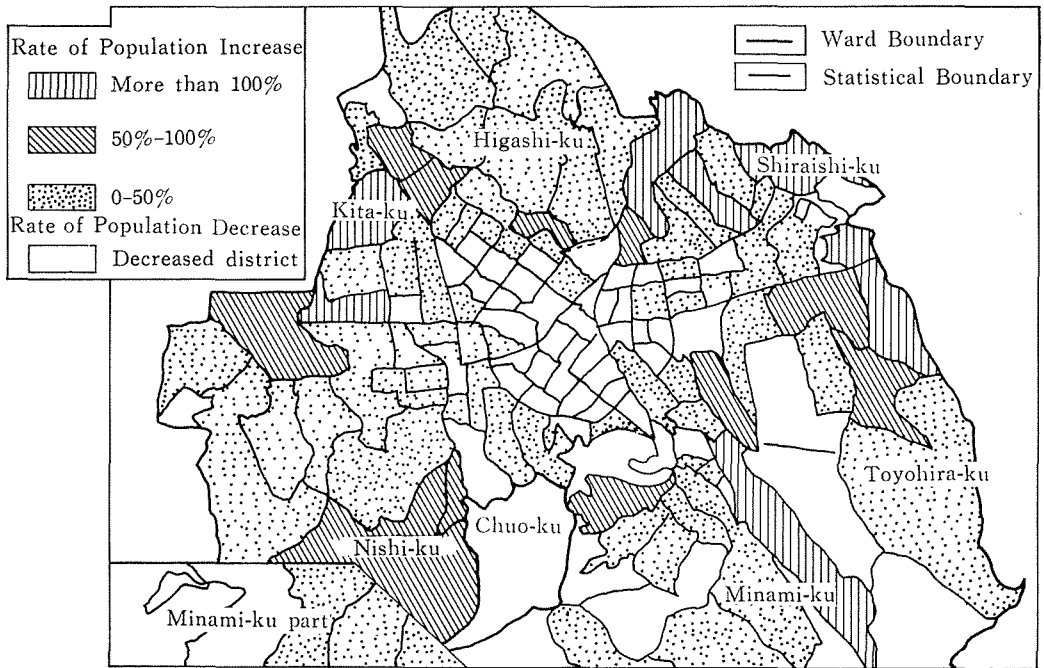 Rate of Population Increase
More than 100%
50%-100%
0-50%
Rate of Population Decrease
Decreased district
Ward Boundary
Statistical Boundary
Higashi-ku
Shiraishi-ku
Kita-ku
Toyohira-ku
Chuo-ku
Nishi-ku
Minami-ku
Minami-ku part